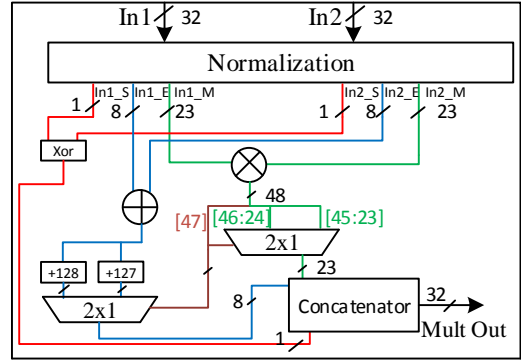 In1 32 In2 32
Normalization
In1_S In1_E In1_M In2_S In2_E In2_M
1 8 23 1 8 23
Xor
48
[47] [46:24] [45:23]
2x1
+128 +127
23
2x1 8 Concatenator 32
Mult Out
1